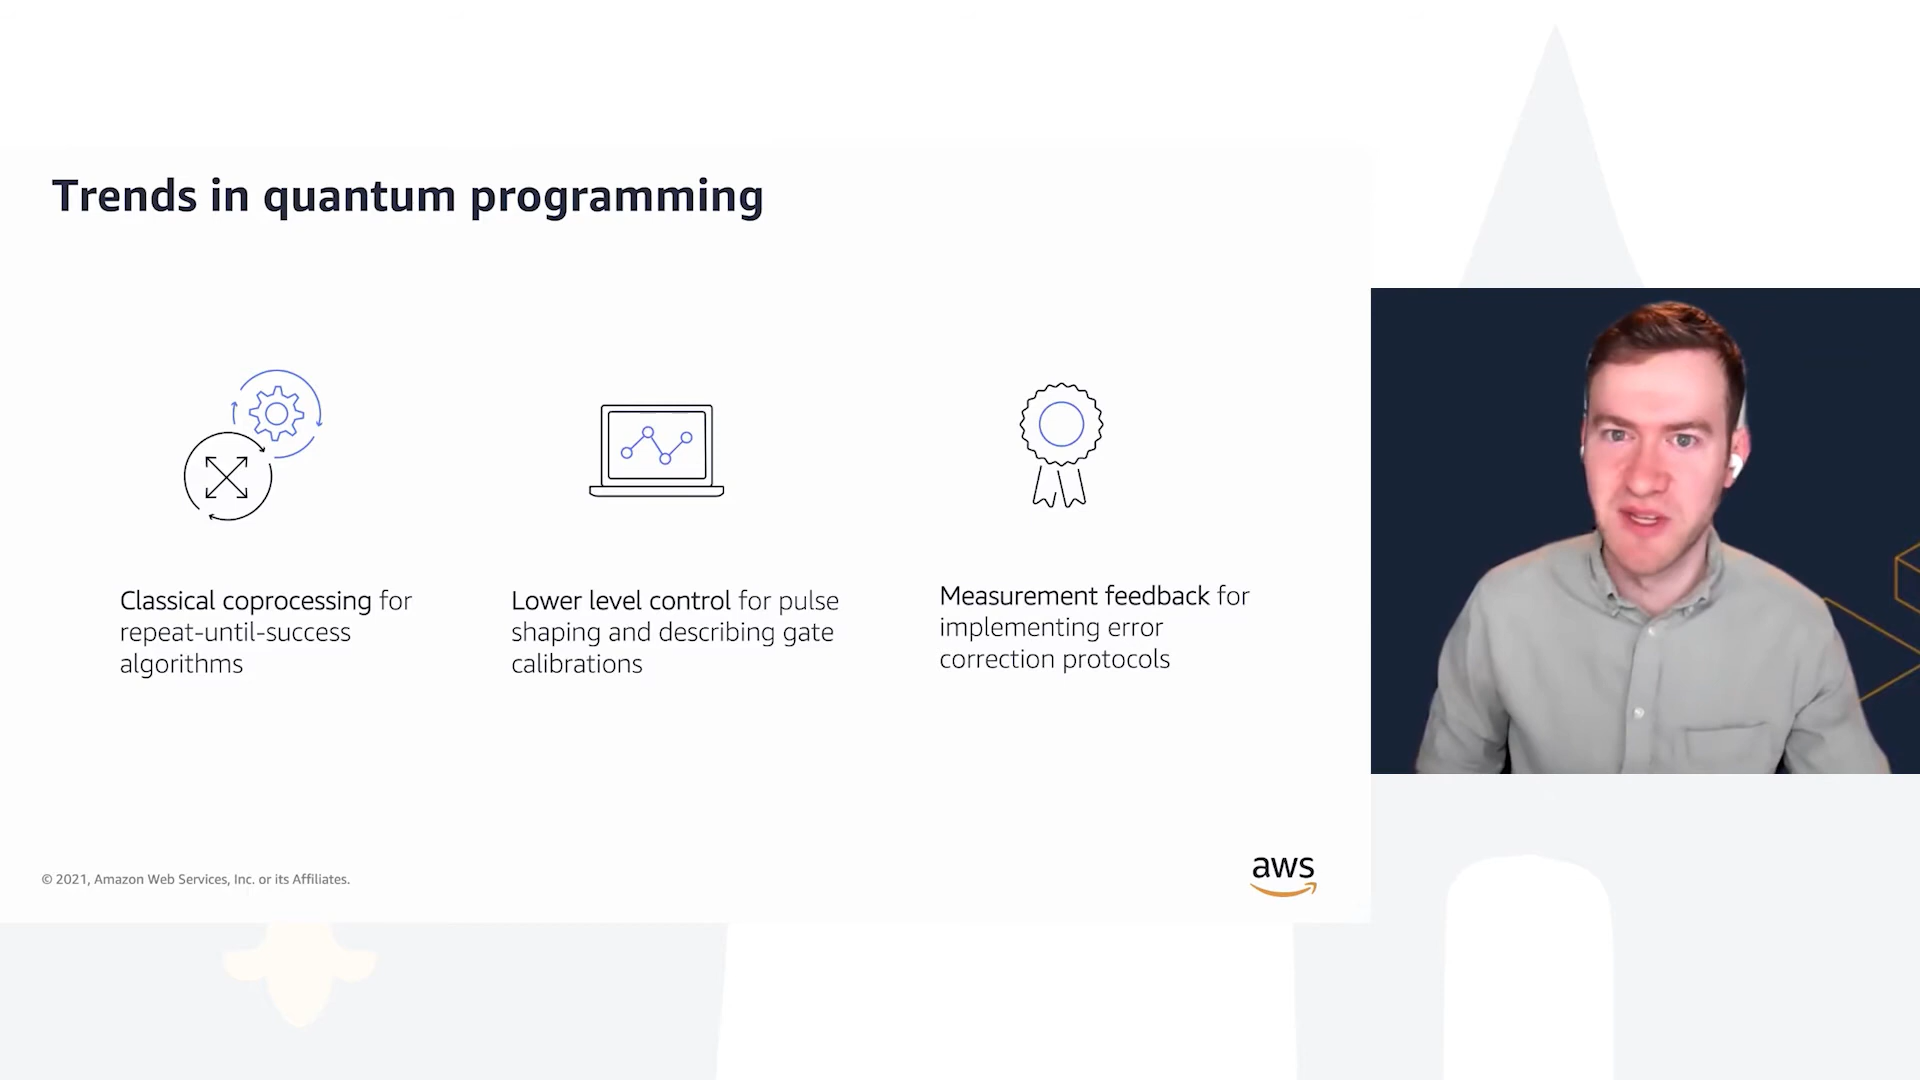 Trends in quantum programming
Classical coprocessing for
repeat-until-success
algorithms
Lower level control for pulse
shaping and describing gate
calibrations
Measurement feedback for
implementing error
correction protocols
© 2021, Amazon Web Services, Inc. or its Affiliates.
aws